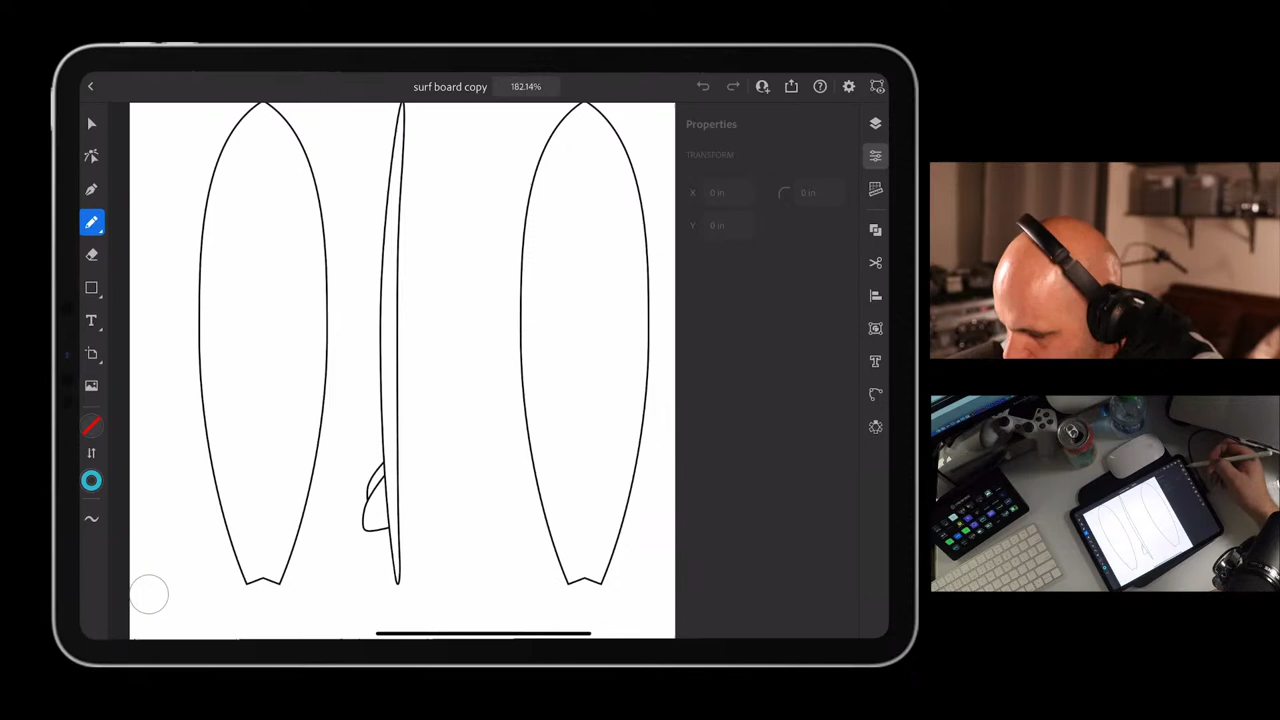 surf board copy
182.14%
Properties
TRANSFORM
X 0 in
0 in
Y 0 in